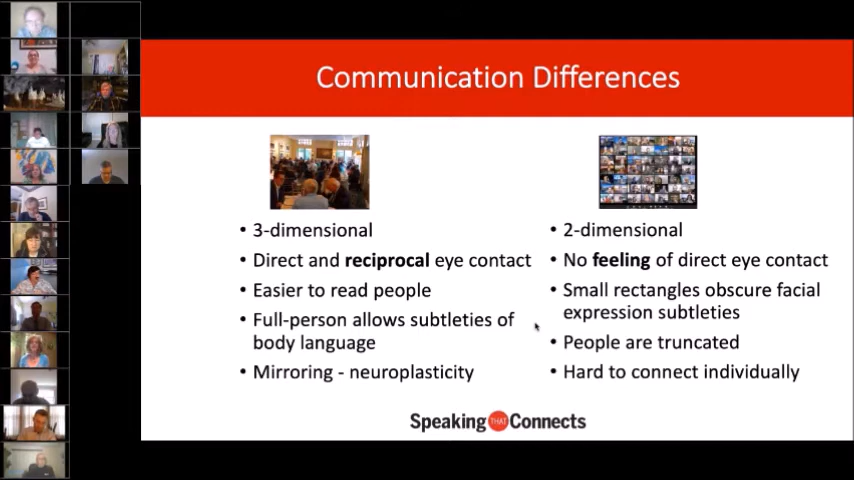 Communication Differences
• 3-dimensional
• Direct and reciprocal eye contact
• Easier to read people
• Full-person allows subtleties of
body language
• Mirroring - neuroplasticity
• 2-dimensional
• No feeling of direct eye contact
• Small rectangles obscure facial
expression subtleties
• People are truncated
• Hard to connect individually
Speaking THAT Connects